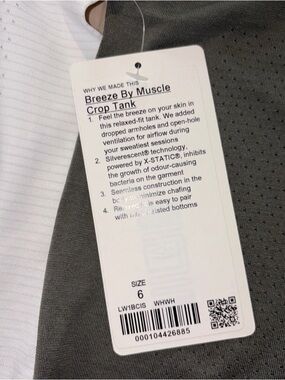 WHY WE MADE THIS
Breeze By Muscle
Crop Tank
1. Feel the breeze on your skin in
this relaxed-fit tank. We added
dropped armholes and open-hole
ventilation for airflow during
your sweatiest sessions
2. Silverescent® technology,
powered by X-STATIC®, inhibits
the growth of odour-causing
bacteria on the garment
3. Seamless construction in the
minimize chafing
4. is easy to pair
with bottoms
SIZE
6
LW1BCIS WHWH
000104426885